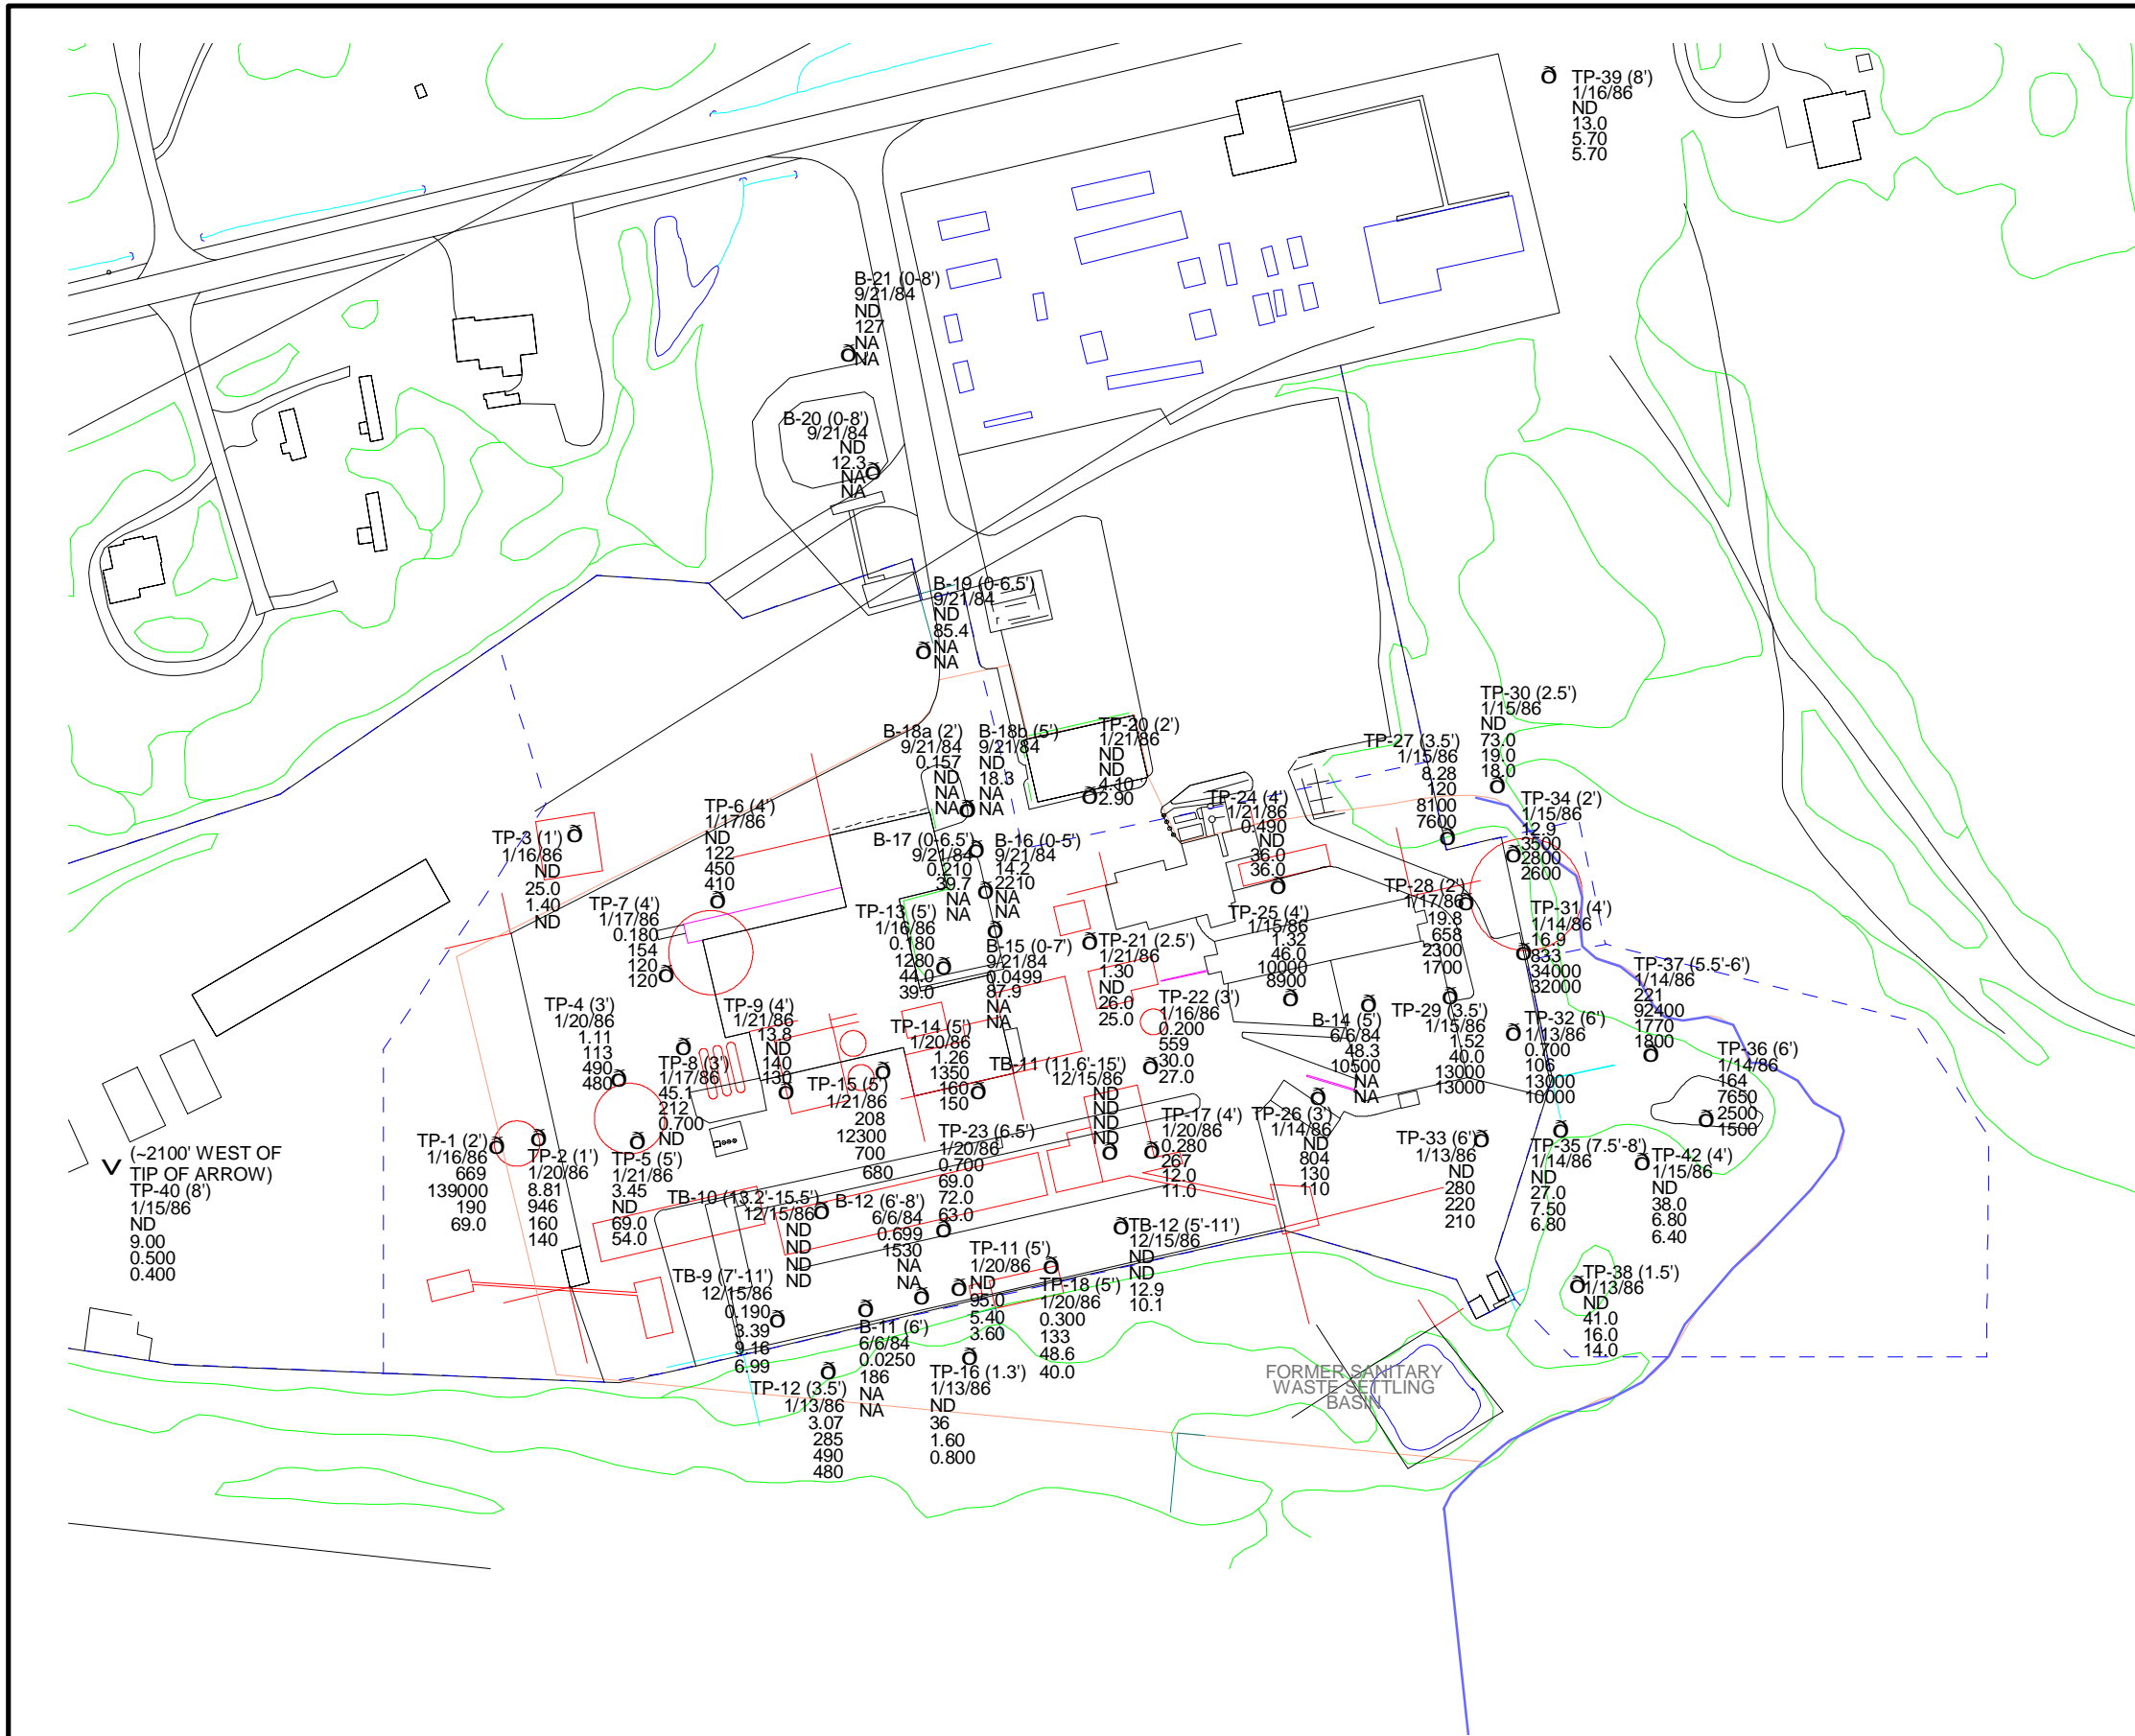 TP-39 (8')
1/16/86
ND
13.0
5.70
5.70
B-21 (0-8')
9/21/84
ND
127
NA
NA
B-20 (0-8')
9/21/84
ND
12.3
NA
NA
B-19 (0-6.5')
9/21/84
ND
85.4
NA
NA
B-18a (2')
9/21/84
0.157
ND
NA
NA
B-18b (5')
9/21/84
ND
18.3
NA
NA
TP-20 (2')
1/21/86
ND
ND
4.10
2.90
TP-30 (2.5')
1/15/86
ND
73.0
19.0
18.0
TP-27 (3.5')
1/15/86
8.28
120
8100
7600
TP-34 (2')
1/15/86
12.9
3500
2800
2600
TP-24 (4')
1/21/86
0.490
ND
36.0
36.0
TP-6 (4')
1/17/86
ND
122
450
410
TP-3 (1')
1/16/86
ND
25.0
1.40
ND
B-17 (0-6.5')
9/21/84
0.210
39.7
NA
NA
B-16 (0-5')
9/21/84
14.2
2210
NA
NA
TP-28 (2')
1/17/86
19.8
658
2300
1700
TP-7 (4')
1/17/86
0.180
154
120
120
TP-13 (5')
1/16/86
0.180
1280
44.0
39.0
TP-25 (4')
1/15/86
1.32
46.0
10000
8900
TP-31 (4')
1/14/86
16.9
833
34000
32000
B-15 (0-7')
9/21/84
0.0499
87.9
NA
NA
TP-21 (2.5')
1/21/86
1.30
ND
26.0
25.0
TP-37 (5.5'-6')
1/14/86
221
92400
1770
1800
TP-4 (3')
1/20/86
1.11
113
490
480
TP-9 (4')
1/21/86
13.8
ND
140
130
TP-22 (3')
1/16/86
0.200
559
30.0
27.0
TP-14 (5')
1/20/86
1.26
1350
160
150
B-14 (5')
6/6/84
48.3
10500
NA
NA
TP-29 (3.5')
1/15/86
1.52
40.0
13000
13000
TP-32 (6')
1/13/86
0.700
106
13000
10000
TP-36 (6')
1/14/86
164
7650
2500
1500
TP-8 (3')
1/17/86
45.1
212
0.700
ND
TB-11 (11.6'-15')
12/15/86
ND
ND
ND
ND
TP-15 (5')
1/21/86
208
12300
700
680
TP-17 (4')
1/20/86
0.280
267
12.0
11.0
TP-26 (3')
1/14/86
ND
804
130
110
TP-23 (6.5')
1/20/86
0.700
69.0
72.0
63.0
TP-33 (6')
1/13/86
ND
280
220
210
TP-35 (7.5'-8')
1/14/86
ND
27.0
7.50
6.80
TP-42 (4')
1/15/86
ND
38.0
6.80
6.40
(~2100' WEST OF
TIP OF ARROW)
TP-40 (8')
1/15/86
ND
9.00
0.500
0.400
TP-1 (2')
1/16/86
669
139000
190
69.0
TP-2 (1')
1/20/86
8.81
946
160
140
TP-5 (5')
1/21/86
3.45
ND
69.0
54.0
TB-10 (13.2'-15.5')
12/15/86
ND
ND
ND
ND
B-12 (6'-8')
6/6/84
0.699
1530
NA
NA
TB-12 (5'-11')
12/15/86
ND
ND
12.9
10.1
TP-11 (5')
1/20/86
ND
95.0
5.40
3.60
TB-9 (7'-11')
12/15/86
0.190
3.39
9.16
6.99
TP-18 (5')
1/20/86
0.300
133
48.6
40.0
TP-38 (1.5')
1/13/86
ND
41.0
16.0
14.0
B-11 (6')
6/6/84
0.0250
186
NA
NA
TP-16 (1.3')
1/13/86
ND
36
1.60
0.800
TP-12 (3.5')
1/13/86
3.07
285
490
480
FORMER SANITARY
WASTE SETTLING
BASIN